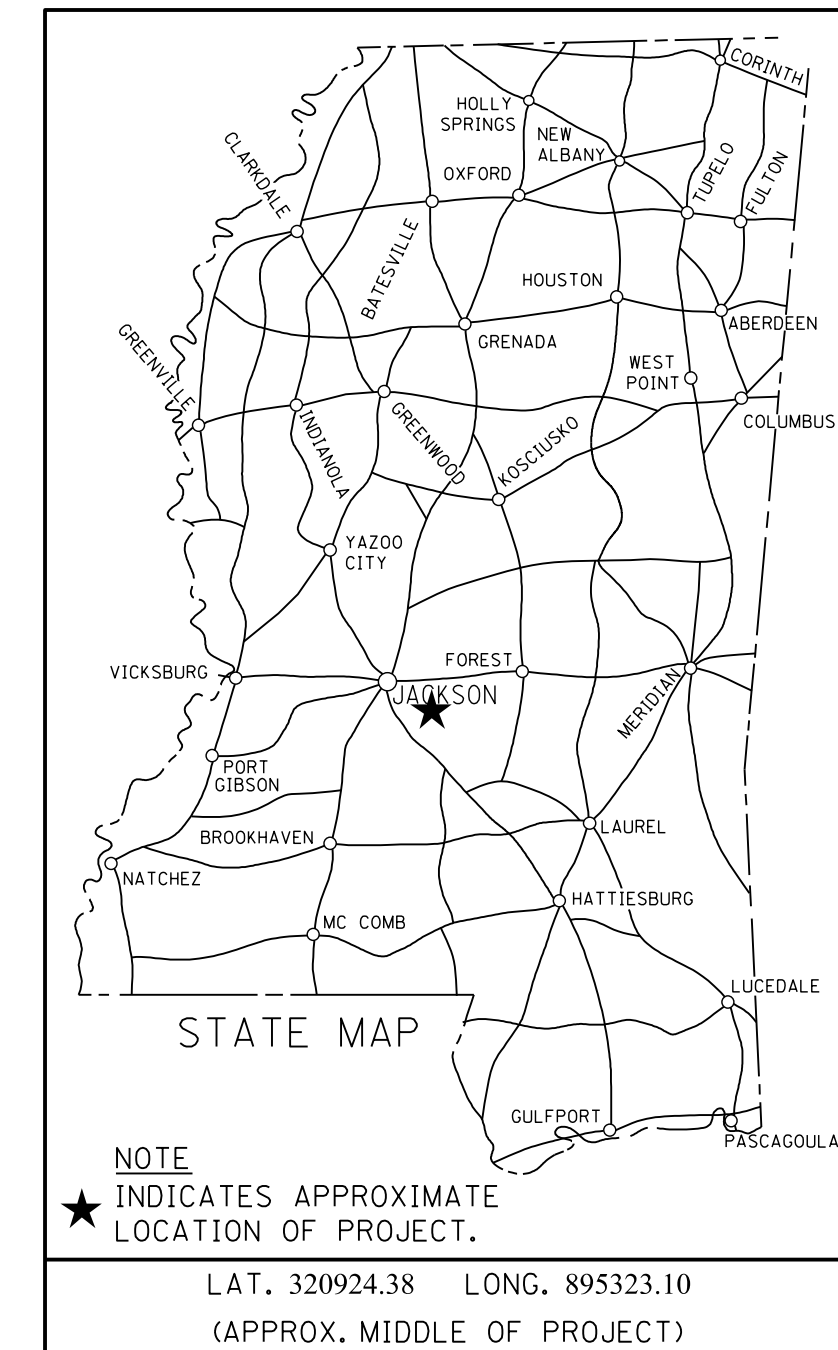 CORINTH
HOLLY
SPRINGS
NEW
ALBANY
CLARKDALE
OXFORD
TUPELO
FULTON
BATESVILLE
HOUSTON
ABERDEEN
GREENVILLE
GRENADA
WEST
POINT
COLUMBUS
INDIANOLA
GREENWOOD
KOSCIUSKO
YAZOO
CITY
VICKSBURG
FOREST
JACKSON
MERIDIAN
PORT
GIBSON
BROOKHAVEN
LAUREL
NATCHEZ
HATTIESBURG
MC COMB
LUCEDALE
STATE MAP
GULFPORT
PASCAGOULA
NOTE
INDICATES APPROXIMATE
LOCATION OF PROJECT.
LAT. 320924.38 LONG. 895323.10
(APPROX. MIDDLE OF PROJECT)